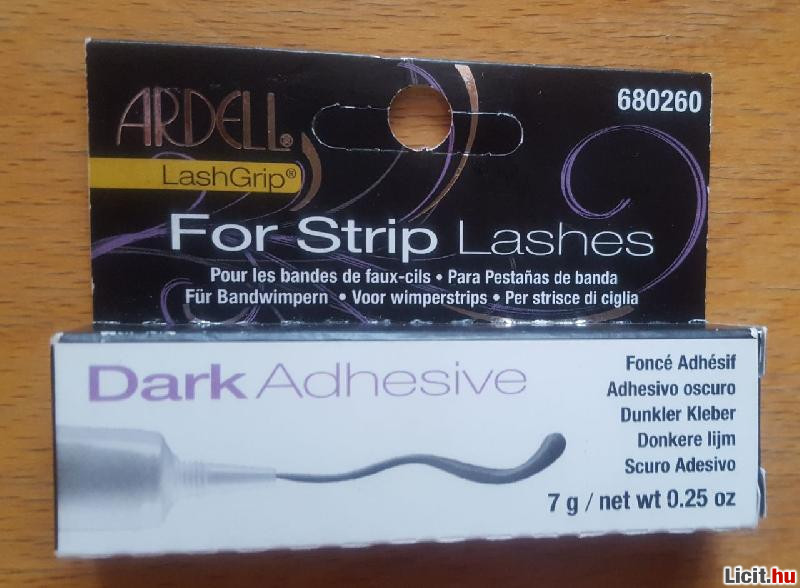 ARDELL®
680260
LashGrip®
For Strip Lashes
Pour les bandes de faux-cils • Para Pestañas de banda
Für Bandwimpern • Voor wimperstrips • Per strisce di ciglia
Dark Adhesive
Foncé Adhésif
Adhesivo oscuro
Dunkler Kleber
Donkere lijm
Scuro Adesivo
7 g / net wt 0.25 oz
Licit.hu